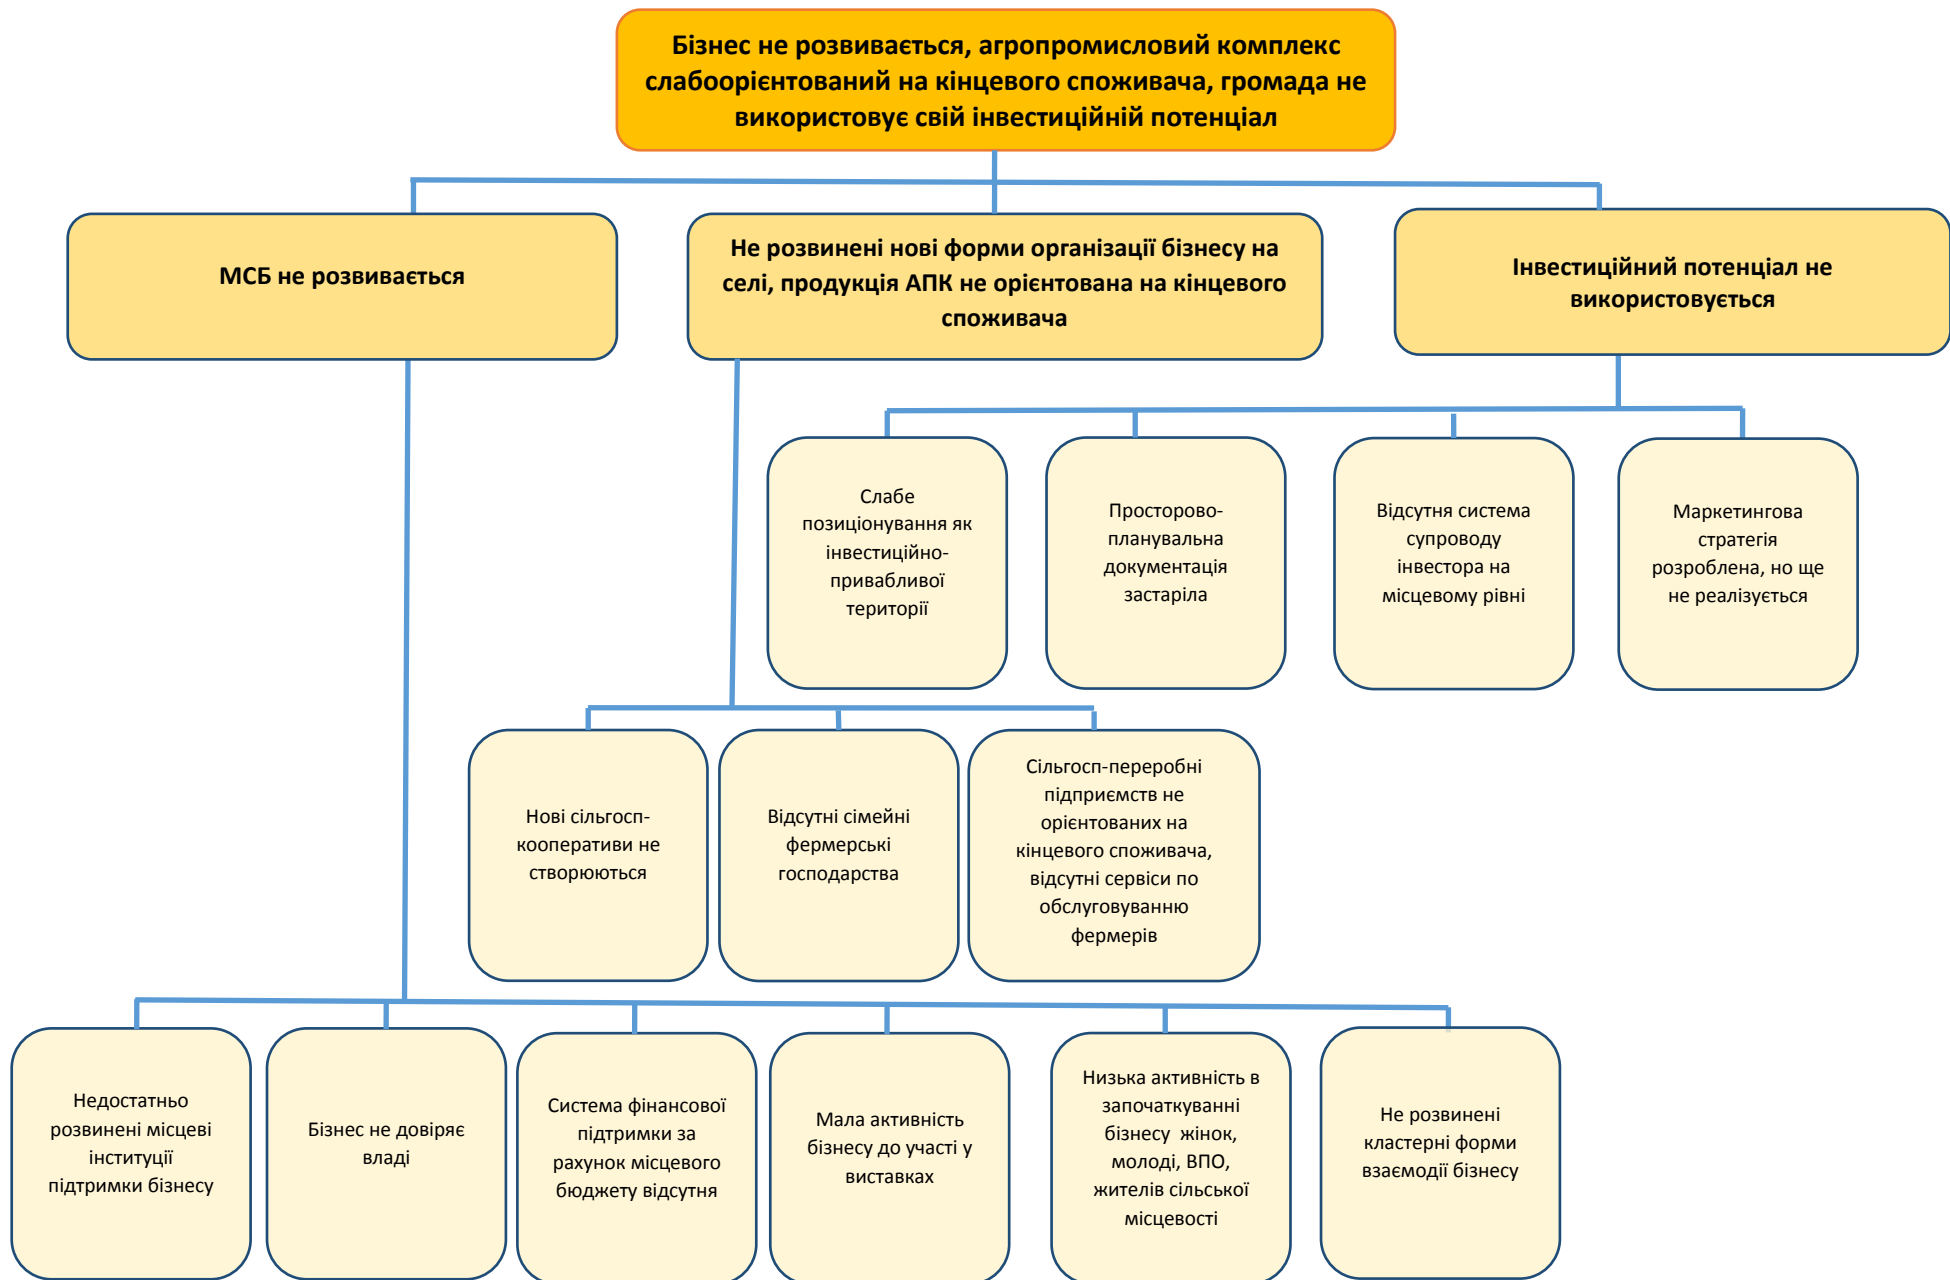 Бізнес не розвивається, агропромисловий комплекс
слабоорієнтований на кінцевого споживача, громада не
використовує свій інвестиційній потенціал
МСБ не розвивається
Не розвинені нові форми організації бізнесу на
селі, продукція АПК не орієнтована на кінцевого
споживача
Інвестиційний потенціал не
використовується
Слабе
позиціонування як
інвестиційно-
привабливої
території
Просторово-
планувальна
документація
застаріла
Відсутня система
супроводу
інвестора на
місцевому рівні
Маркетингова
стратегія
розроблена, но ще
не реалізується
Нові сільгосп-
кооперативи не
створюються
Відсутні сімейні
фермерські
господарства
Сільгосп-переробні
підприємств не
орієнтованих на
кінцевого споживача,
відсутні сервіси по
обслуговуванню
фермерів
Недостатньо
розвинені місцеві
інституції
підтримки бізнесу
Бізнес не довіряє
владі
Система фінансової
підтримки за
рахунок місцевого
бюджету відсутня
Мала активність
бізнесу до участі у
виставках
Низька активність в
започаткуванні
бізнесу жінок,
молоді, ВПО,
жителів сільської
місцевості
Не розвинені
кластерні форми
взаємодії бізнесу